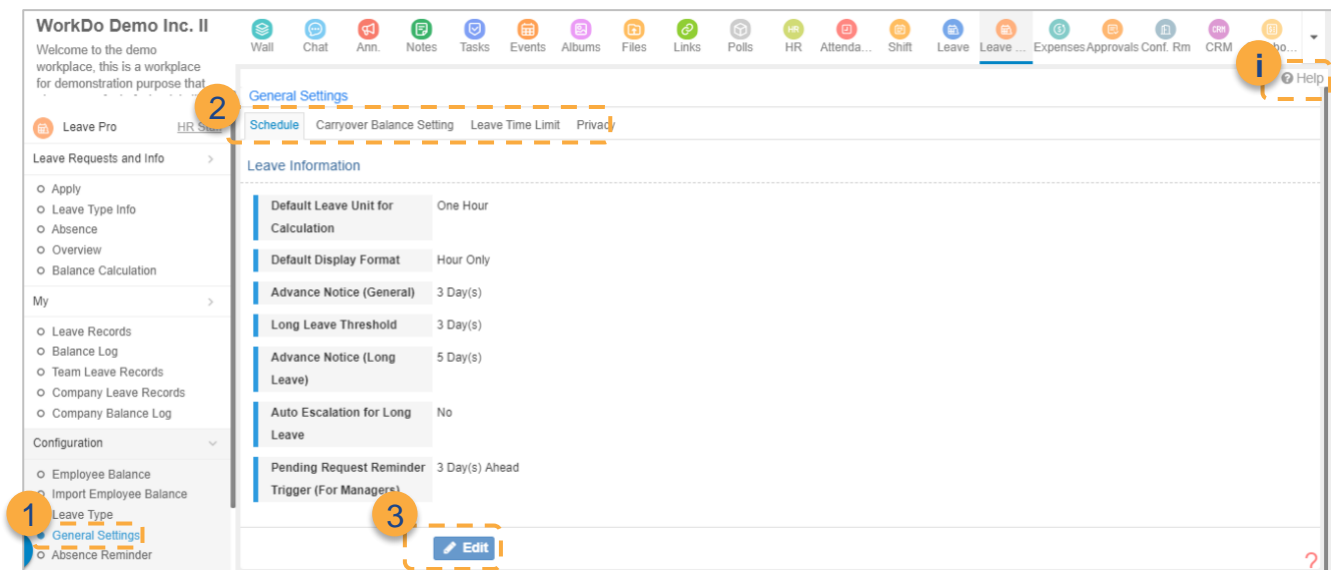 WorkDo Demo Inc. II
Welcome to the demo
workplace, this is a workplace
for demonstration purpose that
Wall Chat Ann. Notes Tasks Events Albums Files Links Polls HR Attenda... Shift Leave Leave ... Expenses Approvals Conf. Rm CRM
HR CRM
i
Help
Leave Pro
HR
Leave Requests and Info
Apply
Leave Type Info
Absence
Overview
Balance Calculation
My
Leave Records
Balance Log
Team Leave Records
Company Leave Records
Company Balance Log
Configuration
Employee Balance
Import Employee Balance
Leave Type
1
General Settings
Absence Reminder
2
General Settings
Schedule Carryover Balance Setting Leave Time Limit Privacy
Leave Information
Default Leave Unit for One Hour
Calculation
Default Display Format Hour Only
Advance Notice (General) 3 Day(s)
Long Leave Threshold 3 Day(s)
Advance Notice (Long 5 Day(s)
Leave)
Auto Escalation for Long No
Leave
Pending Request Reminder 3 Day(s) Ahead
Trigger (For Managers)
3
Edit
?